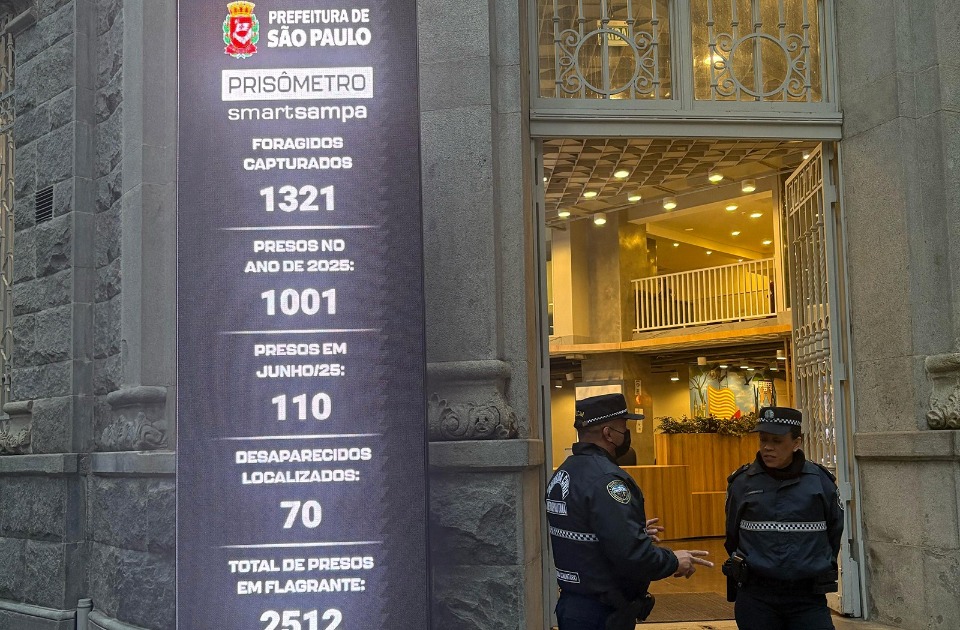 PREFEITURA DE
SÃO PAULO
PRISÔMETRO
smartsampa
FORAGIDOS
CAPTURADOS
1321
PRESOS NO
ANO DE 2025:
1001
PRESOS EM
JUNHO/25:
110
DESAPARECIDOS
LOCALIZADOS:
70
TOTAL DE PRESOS
EM FLAGRANTE:
2512
METROPOLITANA